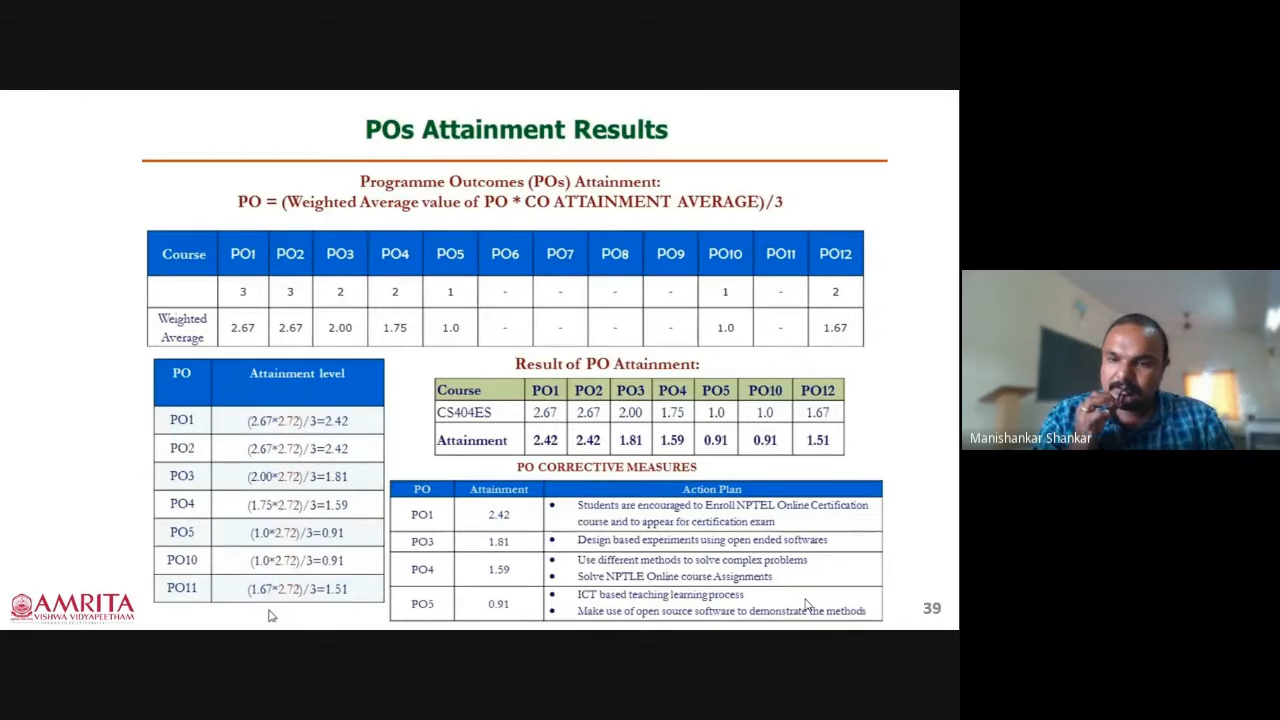 POs Attainment Results
Programme Outcomes (POs) Attainment:
PO = (Weighted Average value of PO * CO ATTAINMENT AVERAGE)/3
Course PO1 PO2 PO3 PO4 PO5 PO6 PO7 PO8 PO9 PO10 PO11 PO12
3 3 2 2 1 - - - - 1 - 2
Weighted
Average 2.67 2.67 2.00 1.75 1.0 - - - - 1.0 - 1.67
PO Attainment level
PO1 (2.67*2.72)/3=2.42
PO2 (2.67*2.72)/3=2.42
PO3 (2.00*2.72)/3=1.81
PO4 (1.75*2.72)/3=1.59
PO5 (1.0*2.72)/3=0.91
PO10 (1.0*2.72)/3=0.91
PO11 (1.67*2.72)/3=1.51
Result of PO Attainment:
Course PO1 PO2 PO3 PO4 PO5 PO10 PO12
CS404ES 2.67 2.67 2.00 1.75 1.0 1.0 1.67
Attainment 2.42 2.42 1.81 1.59 0.91 0.91 1.51
PO CORRECTIVE MEASURES
PO Attainment Action Plan
PO1 2.42 • Students are encouraged to Enroll NPTEL Online Certification
course and to appear for certification exam
PO3 1.81 • Design based experiments using open ended softwares
PO4 1.59 • Use different methods to solve complex problems
• Solve NPTLE Online course Assignments
PO5 0.91 • ICT based teaching learning process
• Make use of open source software to demonstrate the methods
AMRITA
VISHWA VIDYAPEETHAM
39
Manishankar Shankar